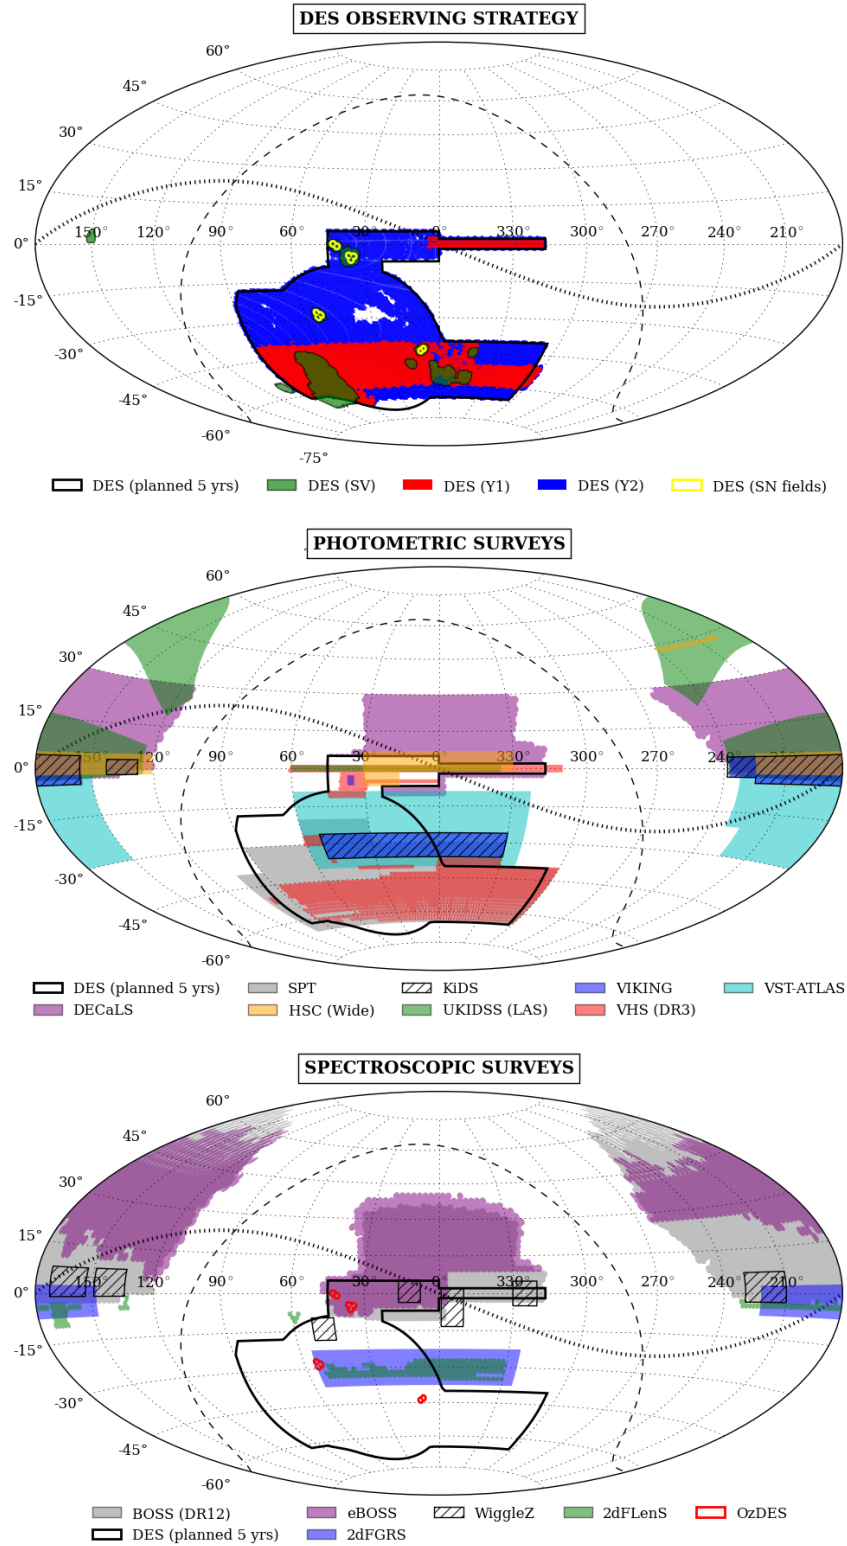 DES OBSERVING STRATEGY
60°
45°
30°
15°
0°
-15°
-30°
-45°
-60°
-75°
150° 120° 90° 60° 30° 0° 330° 300° 270° 240° 210°
DES (planned 5 yrs) DES (SV) DES (Y1) DES (Y2) DES (SN fields)
PHOTOMETRIC SURVEYS
60°
45°
30°
15°
0°
-15°
-30°
-45°
-60°
150° 120° 90° 60° 30° 0° 330° 300° 270° 240° 210°
DES (planned 5 yrs) SPT KiDS VIKING VST-ATLAS
DECaLS HSC (Wide) UKIDSS (LAS) VHS (DR3)
SPECTROSCOPIC SURVEYS
60°
45°
30°
15°
0°
-15°
-30°
-45°
-60°
150° 120° 90° 60° 30° 0° 330° 300° 270° 240° 210°
BOSS (DR12) eBOSS WiggleZ 2dFLenS OzDES
DES (planned 5 yrs) 2dFGRS